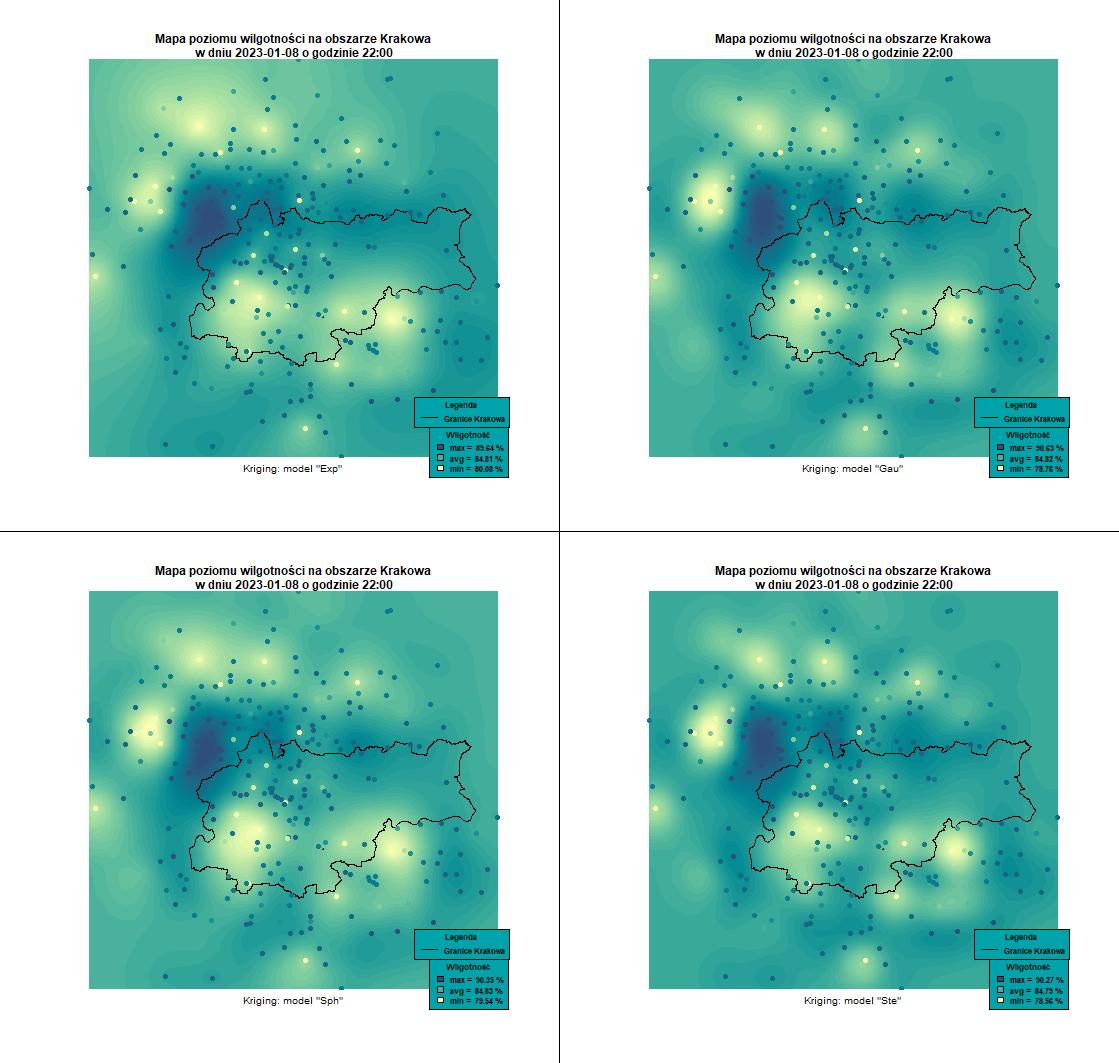 Mapa poziomu wilgotności na obszarze Krakowa
w dniu 2023-01-08 o godzinie 22:00
Legenda
Granice Krakowa
Wilgotność
max = 89.64 %
avg = 84.81 %
min = 80.08 %
Kriging: model "Exp"
Mapa poziomu wilgotności na obszarze Krakowa
w dniu 2023-01-08 o godzinie 22:00
Legenda
Granice Krakowa
Wilgotność
max = 90.63 %
avg = 84.82 %
min = 78.76 %
Kriging: model "Gau"
Mapa poziomu wilgotności na obszarze Krakowa
w dniu 2023-01-08 o godzinie 22:00
Legenda
Granice Krakowa
Wilgotność
max = 90.35 %
avg = 84.83 %
min = 79.54 %
Kriging: model "Sph"
Mapa poziomu wilgotności na obszarze Krakowa
w dniu 2023-01-08 o godzinie 22:00
Legenda
Granice Krakowa
Wilgotność
max = 90.27 %
avg = 84.79 %
min = 78.56 %
Kriging: model "Ste"